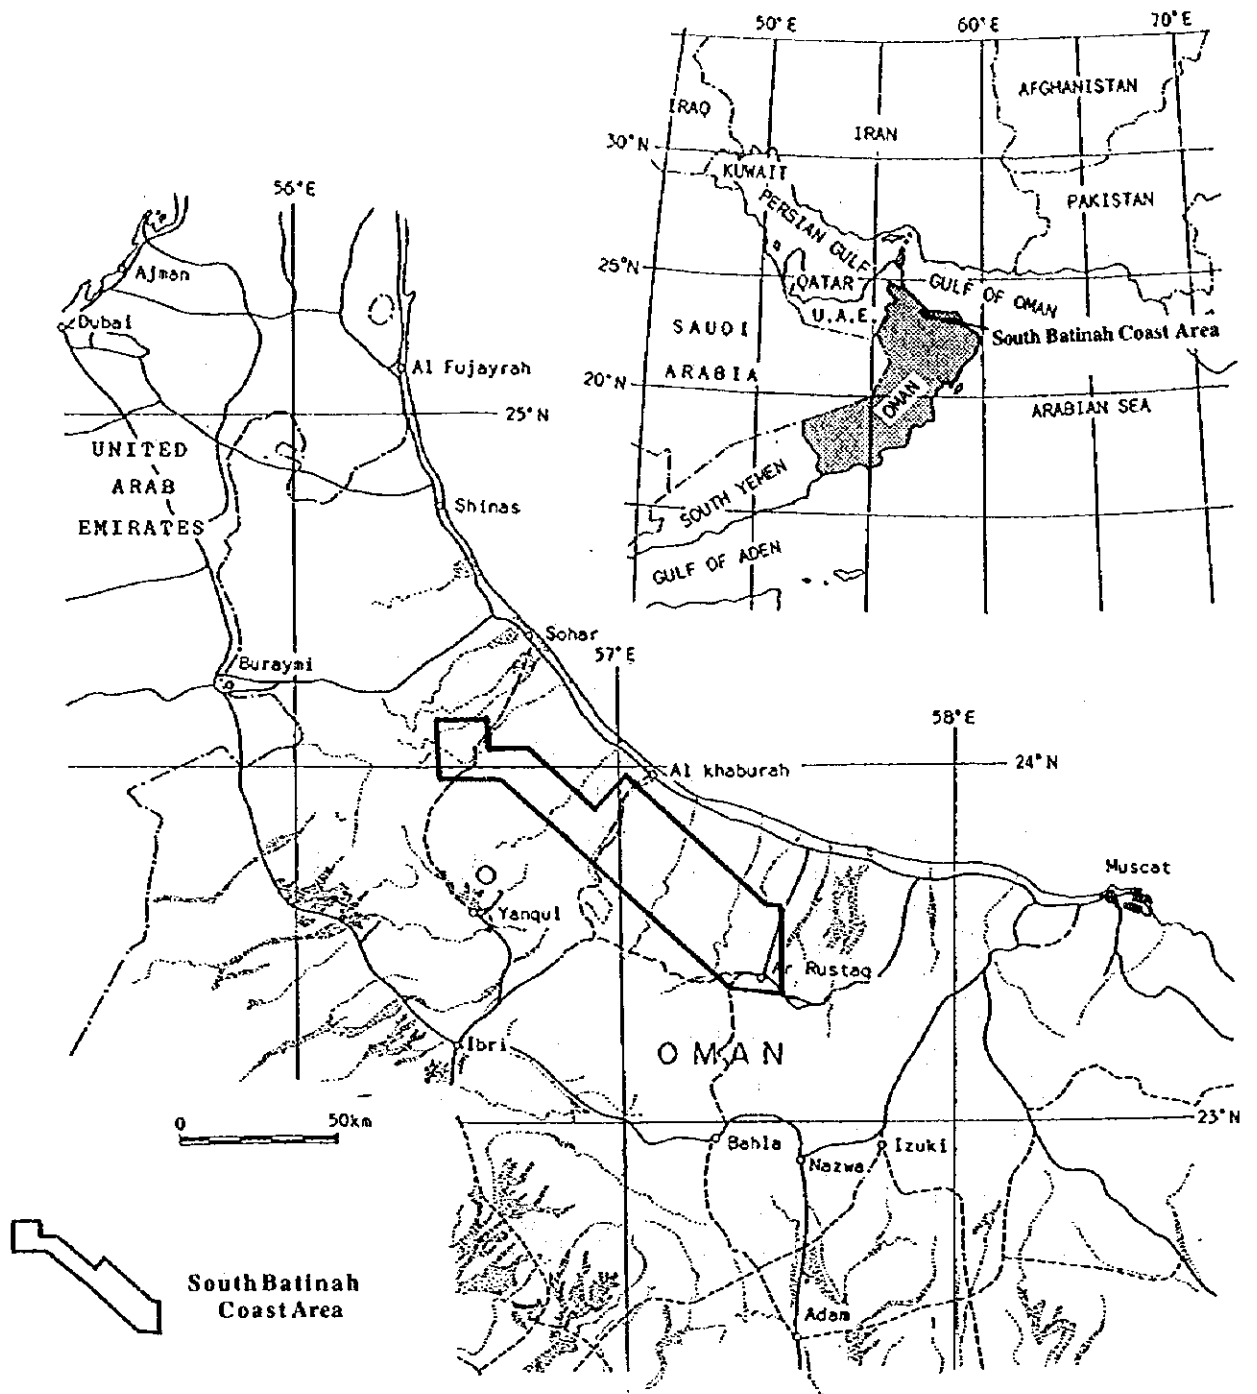 50°E
60°E
70°E
IRAQ
AFGHANISTAN
IRAN
30°N
KUWAIT
PAKISTAN
PERSIAN GULF
25°N
QATAR
GULF OF OMAN
U.A.E.
SAUDI
ARABIA
South Batinah Coast Area
20°N
OMAN
ARABIAN SEA
SOUTH YEMEN
GULF OF ADEN
56°E
Ajman
Dubai
Al Fujayrah
25°N
UNITED
ARAB
EMIRATES
Shinas
Sohar
57°E
Buraymi
58°E
Al khaburah
24°N
Muscat
Yanqul
Ar Rustaq
Ibri
OMAN
0
50km
23°N
Bahla
Nazwa
Izuki
South Batinah
Coast Area
Adam